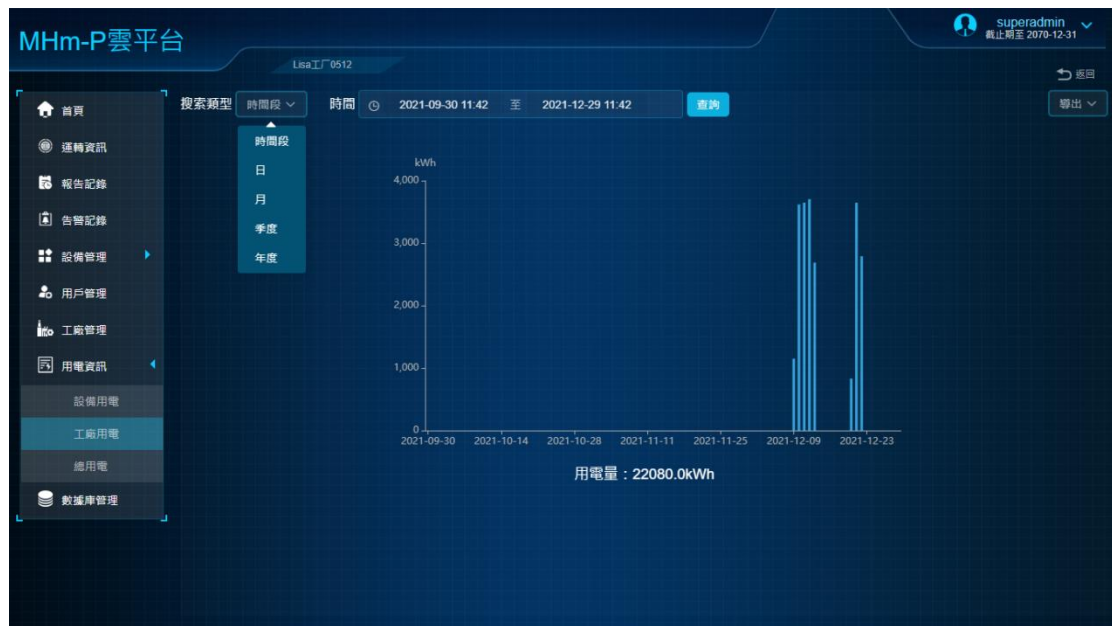 MHm-P雲平台
superadmin
截止期至 2070-12-31
Lisa工厂0512
返回
首頁
運轉資訊
報告記錄
告警記錄
設備管理
用戶管理
工廠管理
用電資訊
設備用電
工廠用電
總用電
數據庫管理
搜索類型 時間段 時間 2021-09-30 11:42 至 2021-12-29 11:42 查詢 導出
時間段
日
月
季度
年度
kWh
4,000
3,000
2,000
1,000
0
2021-09-30 2021-10-14 2021-10-28 2021-11-11 2021-11-25 2021-12-09 2021-12-23
用電量：22080.0kWh